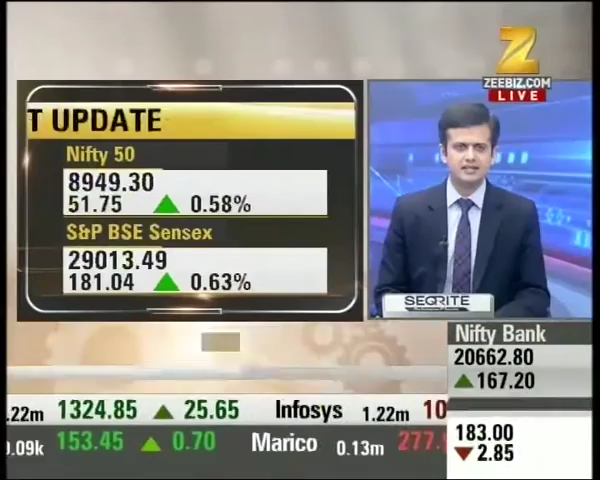 Z
ZEEBIZ.COM
LIVE
T UPDATE
Nifty 50
8949.30
51.75 ▲ 0.58%
S&P BSE Sensex
29013.49
181.04 ▲ 0.63%
SEQRITE
Nifty Bank
20662.80
▲ 167.20
.22m 1324.85 ▲ 25.65 Infosys 1.22m 10
0.09k 153.45 ▲ 0.70 Marico 0.13m 277.
183.00
▼ 2.85